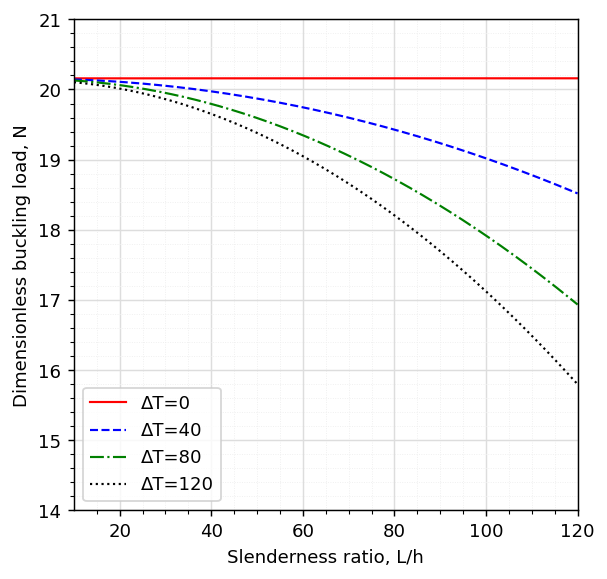 21
20
19
18
17
16
15
14
Dimensionless buckling load, N
ΔT=0
ΔT=40
ΔT=80
ΔT=120
20 40 60 80 100 120
Slenderness ratio, L/h